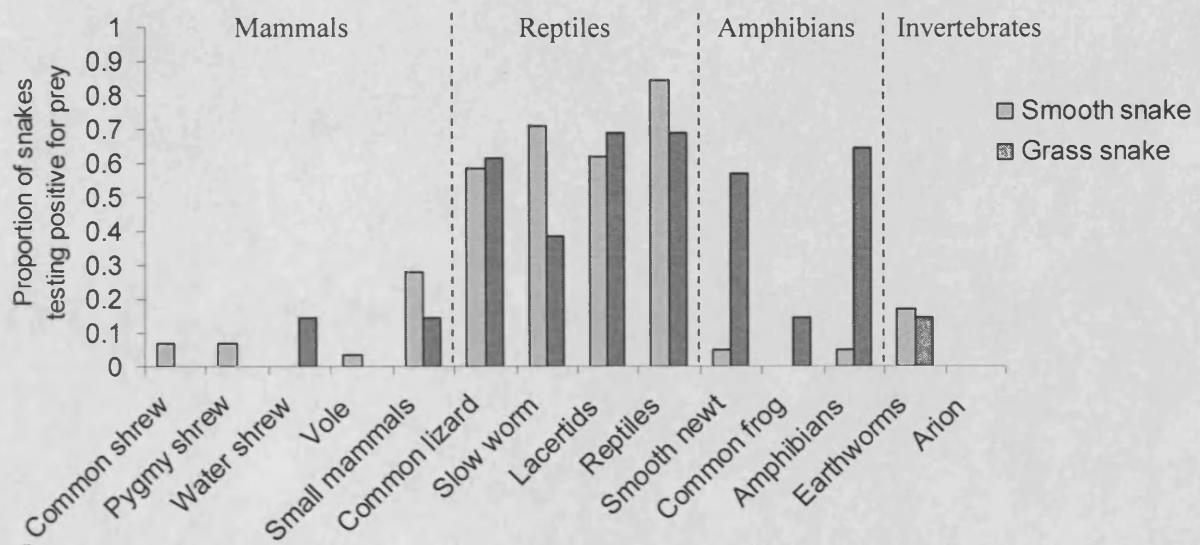 Mammals
Reptiles
Amphibians
Invertebrates
Proportion of snakes
testing positive for prey
1
0.9
0.8
0.7
0.6
0.5
0.4
0.3
0.2
0.1
0
Smooth snake
Grass snake
Common shrew
Pygmy shrew
Water shrew
Vole
Small mammals
Common lizard
Slow worm
Lacertids
Reptiles
Smooth newt
Common frog
Amphibians
Earthworms
Arion